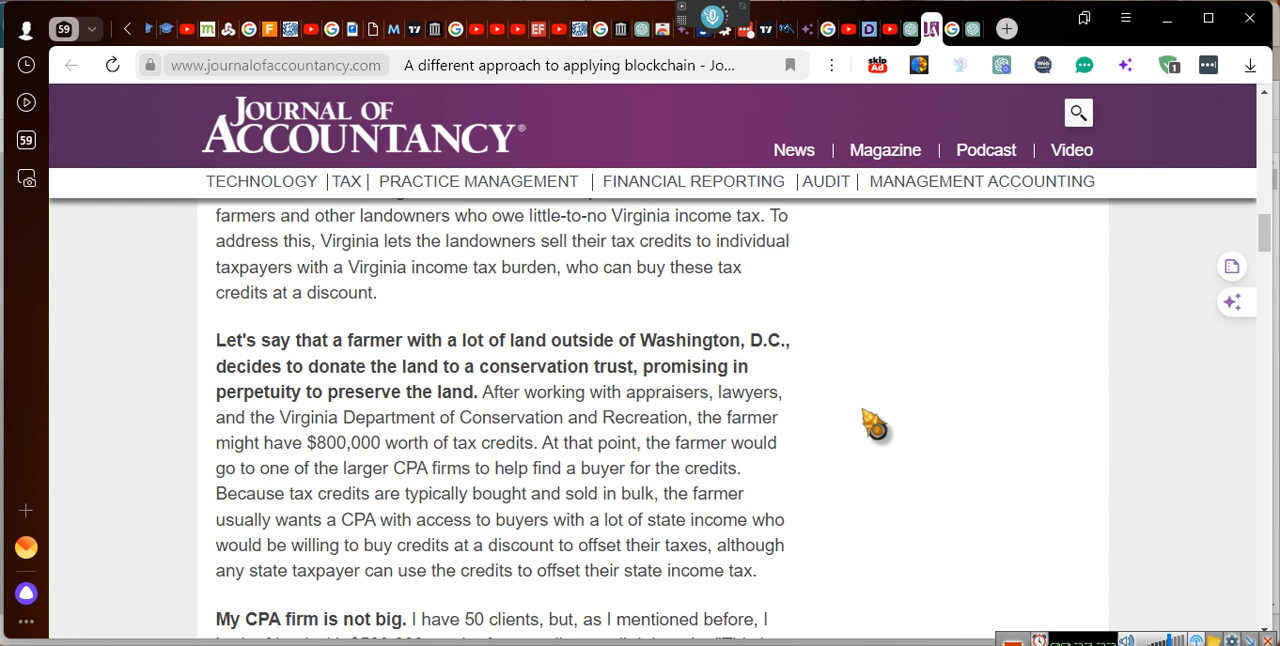 59
www.journalofaccountancy.com A different approach to applying blockchain - Jo...
59
JOURNAL OF
ACCOUNTANCY®
News | Magazine | Podcast | Video
TECHNOLOGY | TAX | PRACTICE MANAGEMENT | FINANCIAL REPORTING | AUDIT | MANAGEMENT ACCOUNTING
farmers and other landowners who owe little-to-no Virginia income tax. To
address this, Virginia lets the landowners sell their tax credits to individual
taxpayers with a Virginia income tax burden, who can buy these tax
credits at a discount.
Let's say that a farmer with a lot of land outside of Washington, D.C.,
decides to donate the land to a conservation trust, promising in
perpetuity to preserve the land. After working with appraisers, lawyers,
and the Virginia Department of Conservation and Recreation, the farmer
might have $800,000 worth of tax credits. At that point, the farmer would
go to one of the larger CPA firms to help find a buyer for the credits.
Because tax credits are typically bought and sold in bulk, the farmer
usually wants a CPA with access to buyers with a lot of state income who
would be willing to buy credits at a discount to offset their taxes, although
any state taxpayer can use the credits to offset their state income tax.
My CPA firm is not big. I have 50 clients, but, as I mentioned before, I